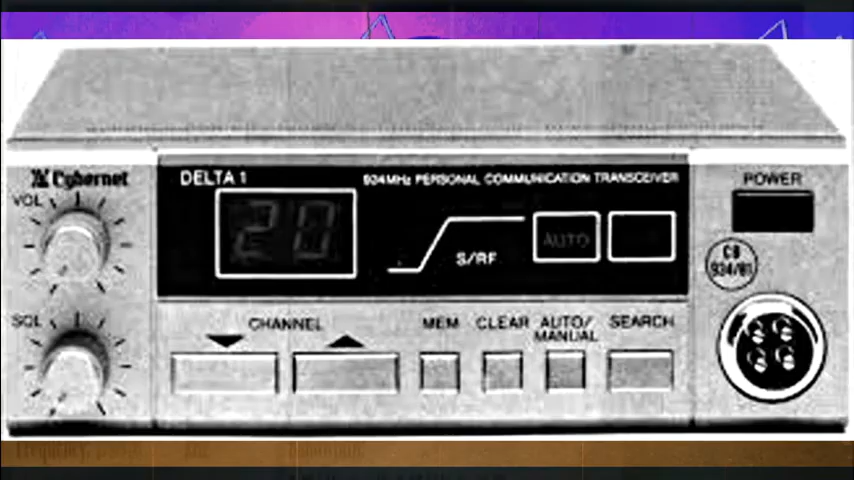 Cybernet
DELTA 1
934MHz PERSONAL COMMUNICATION TRANSCEIVER
POWER
VOL
20
AUTO
S/RF
CB
934/81
SQL
CHANNEL
MEM
CLEAR
AUTO/
MANUAL
SEARCH